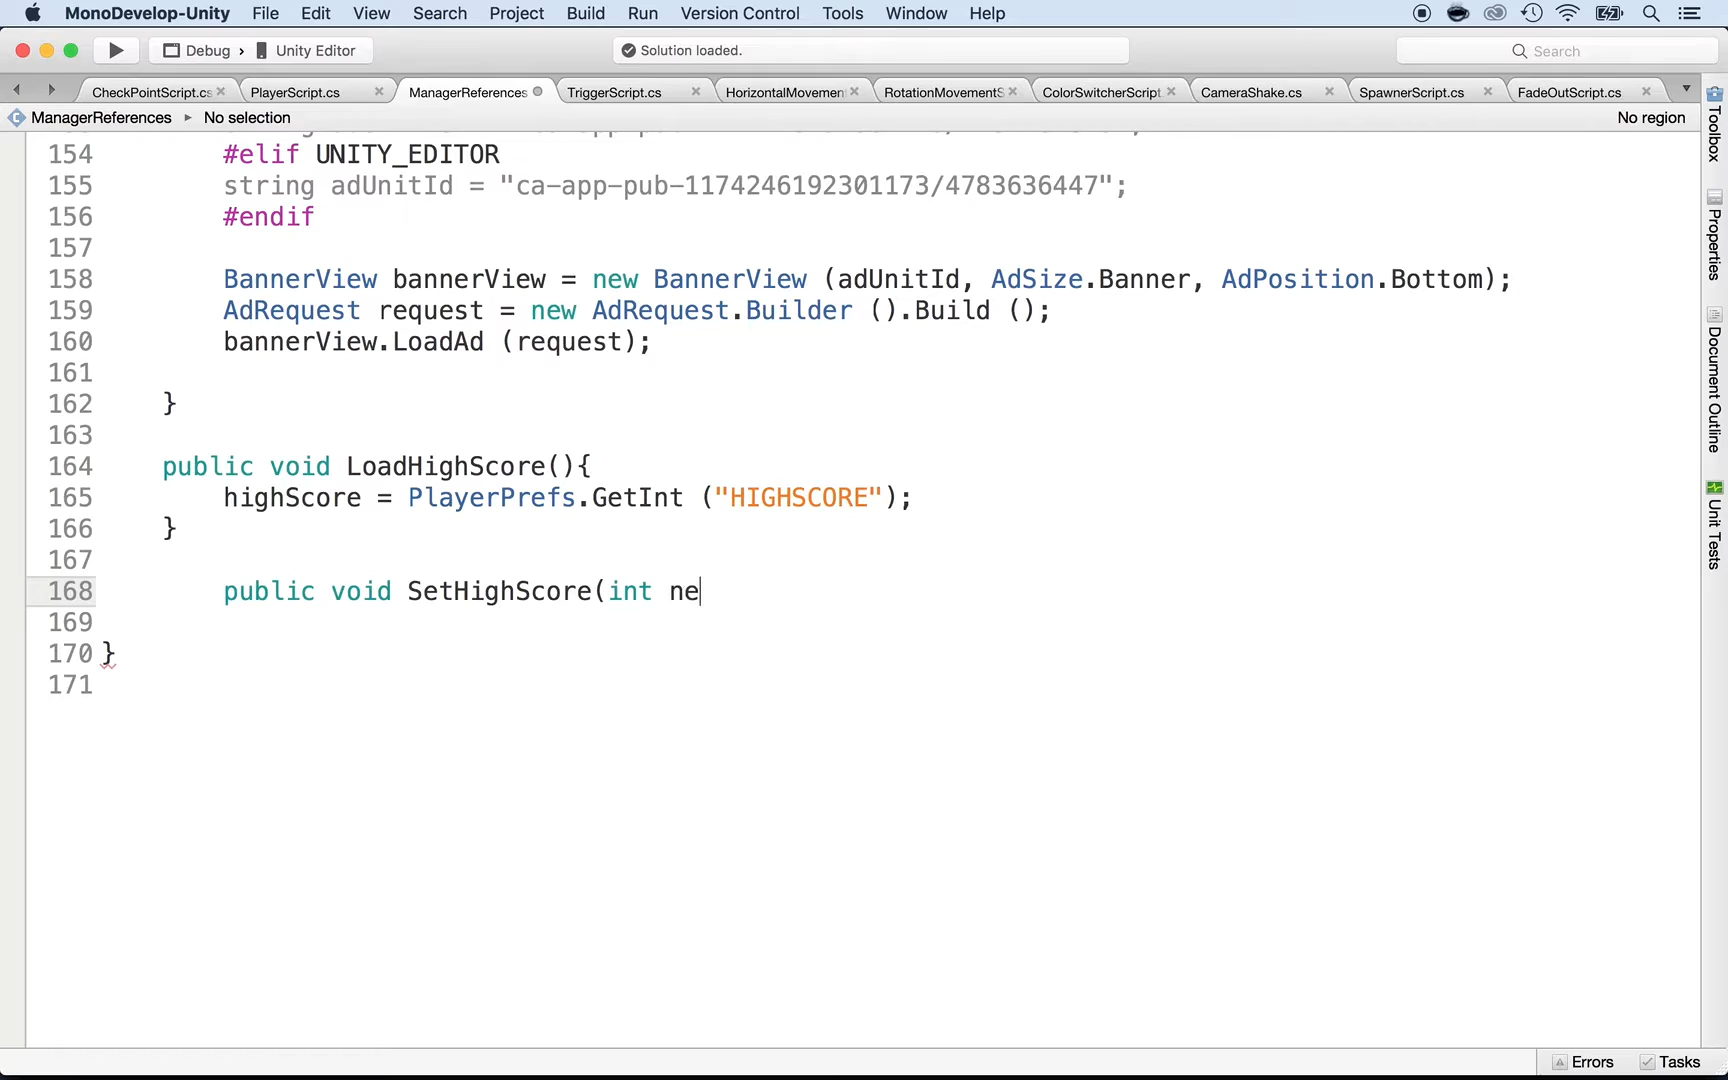 MonoDevelop-Unity File Edit View Search Project Build Run Version Control Tools Window Help
Debug › Unity Editor Solution loaded. Search
CheckPointScript.cs PlayerScript.cs ManagerReferences TriggerScript.cs HorizontalMovement RotationMovementS ColorSwitcherScript CameraShake.cs SpawnerScript.cs FadeOutScript.cs
ManagerReferences ▸ No selection No region
154 #elif UNITY_EDITOR
155 string adUnitId = "ca-app-pub-1174246192301173/4783636447";
156 #endif
157
158 BannerView bannerView = new BannerView (adUnitId, AdSize.Banner, AdPosition.Bottom);
159 AdRequest request = new AdRequest.Builder ().Build ();
160 bannerView.LoadAd (request);
161
162 }
163
164 public void LoadHighScore(){
165 highScore = PlayerPrefs.GetInt ("HIGHSCORE");
166 }
167
168 public void SetHighScore(int ne
169
170 }
171
Toolbox
Properties
Document Outline
Unit Tests
Errors Tasks